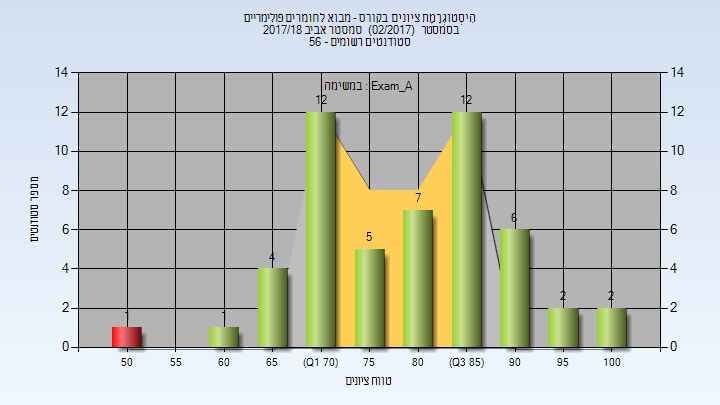 היסטוגרמת ציונים בקורס - מבוא לחומרים פולימריים
בסמסטר (02/2017) סמסטר אביב 2017/18
סטודנטים רשומים - 56
במשימה : Exam_A
מספר סטודנטים
14 14
12 12
10 10
8 8
6 6
4 4
2 2
0 0
1 1 4 12 5 7 12 6 2 2
50 55 60 65 (Q1 70) 75 80 (Q3 85) 90 95 100
טווח ציונים